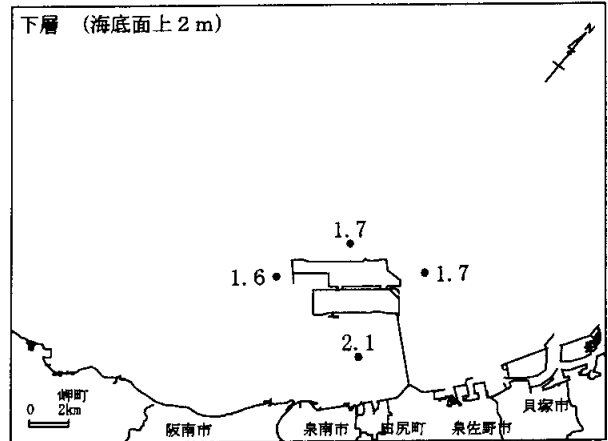 下層 (海底面上2m)
N
1.7
1.6
1.7
2.1
岬町
0 2km
阪南市
泉南市
田尻町
泉佐野市
貝塚市